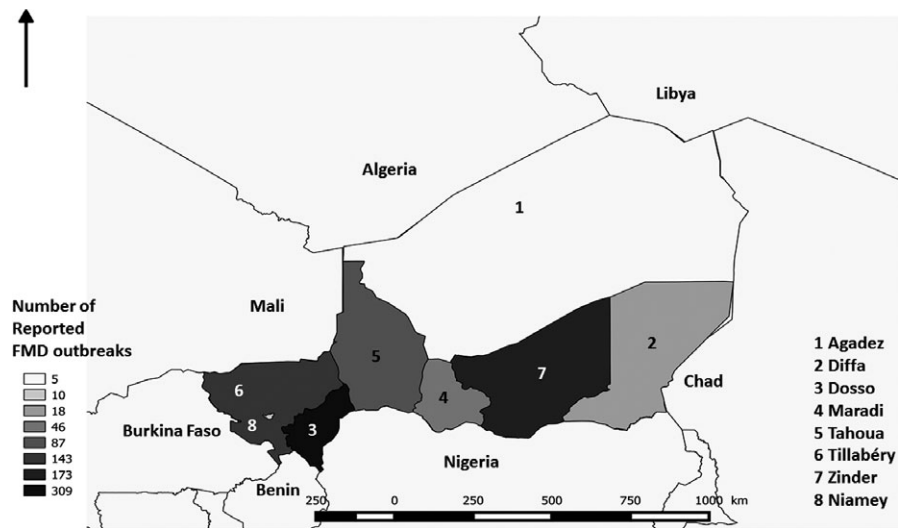 Libya
Algeria
1
Mali
Number of
Reported
FMD outbreaks
5
10
18
46
87
143
173
309
5
6
8
3
4
7
2
Chad
Burkina Faso
Nigeria
Benin
1 Agadez
2 Diffa
3 Dosso
4 Maradi
5 Tahoua
6 Tillabéry
7 Zinder
8 Niamey
250 0 250 500 750 1000 km